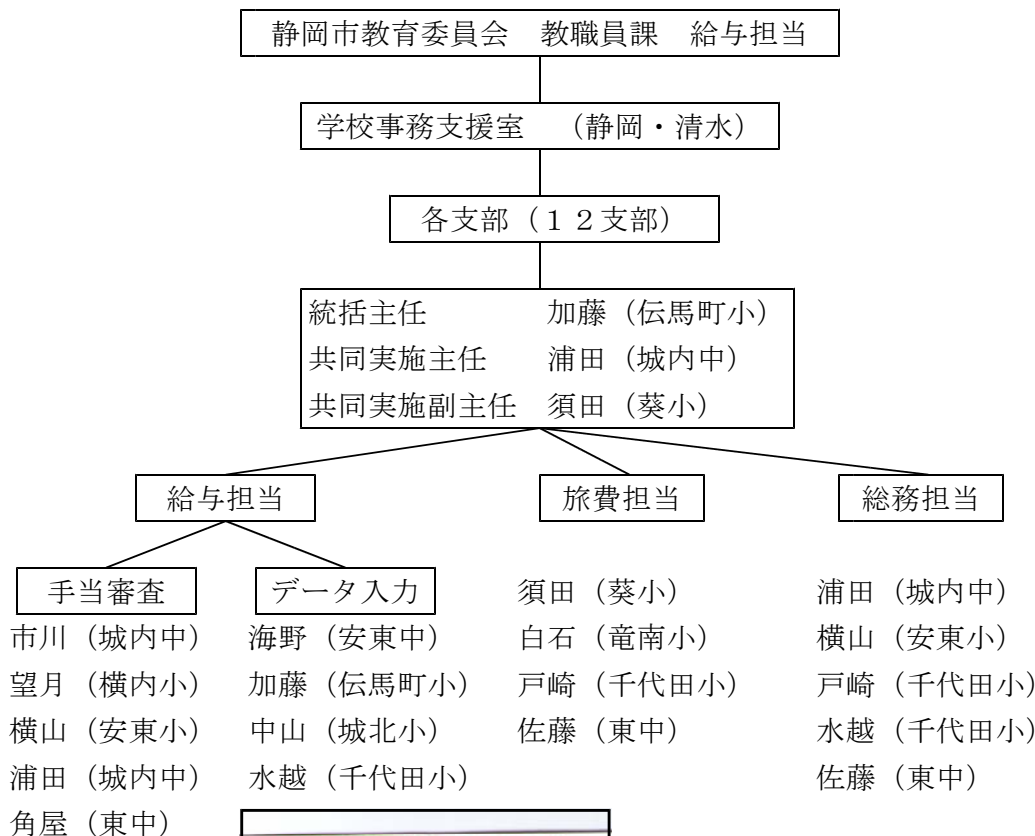 静岡市教育委員会　教職員課　給与担当
学校事務支援室　（静岡・清水）
各支部（１２支部）
統括主任　加藤（伝馬町小）
共同実施主任　浦田（城内中）
共同実施副主任　須田（葵小）
給与担当
手当審査
市川（城内中）
望月（横内小）
横山（安東小）
浦田（城内中）
角屋（東中）
データ入力
海野（安東中）
加藤（伝馬町小）
中山（城北小）
水越（千代田小）
旅費担当
須田（葵小）
白石（竜南小）
戸崎（千代田小）
佐藤（東中）
総務担当
浦田（城内中）
横山（安東小）
戸崎（千代田小）
水越（千代田小）
佐藤（東中）